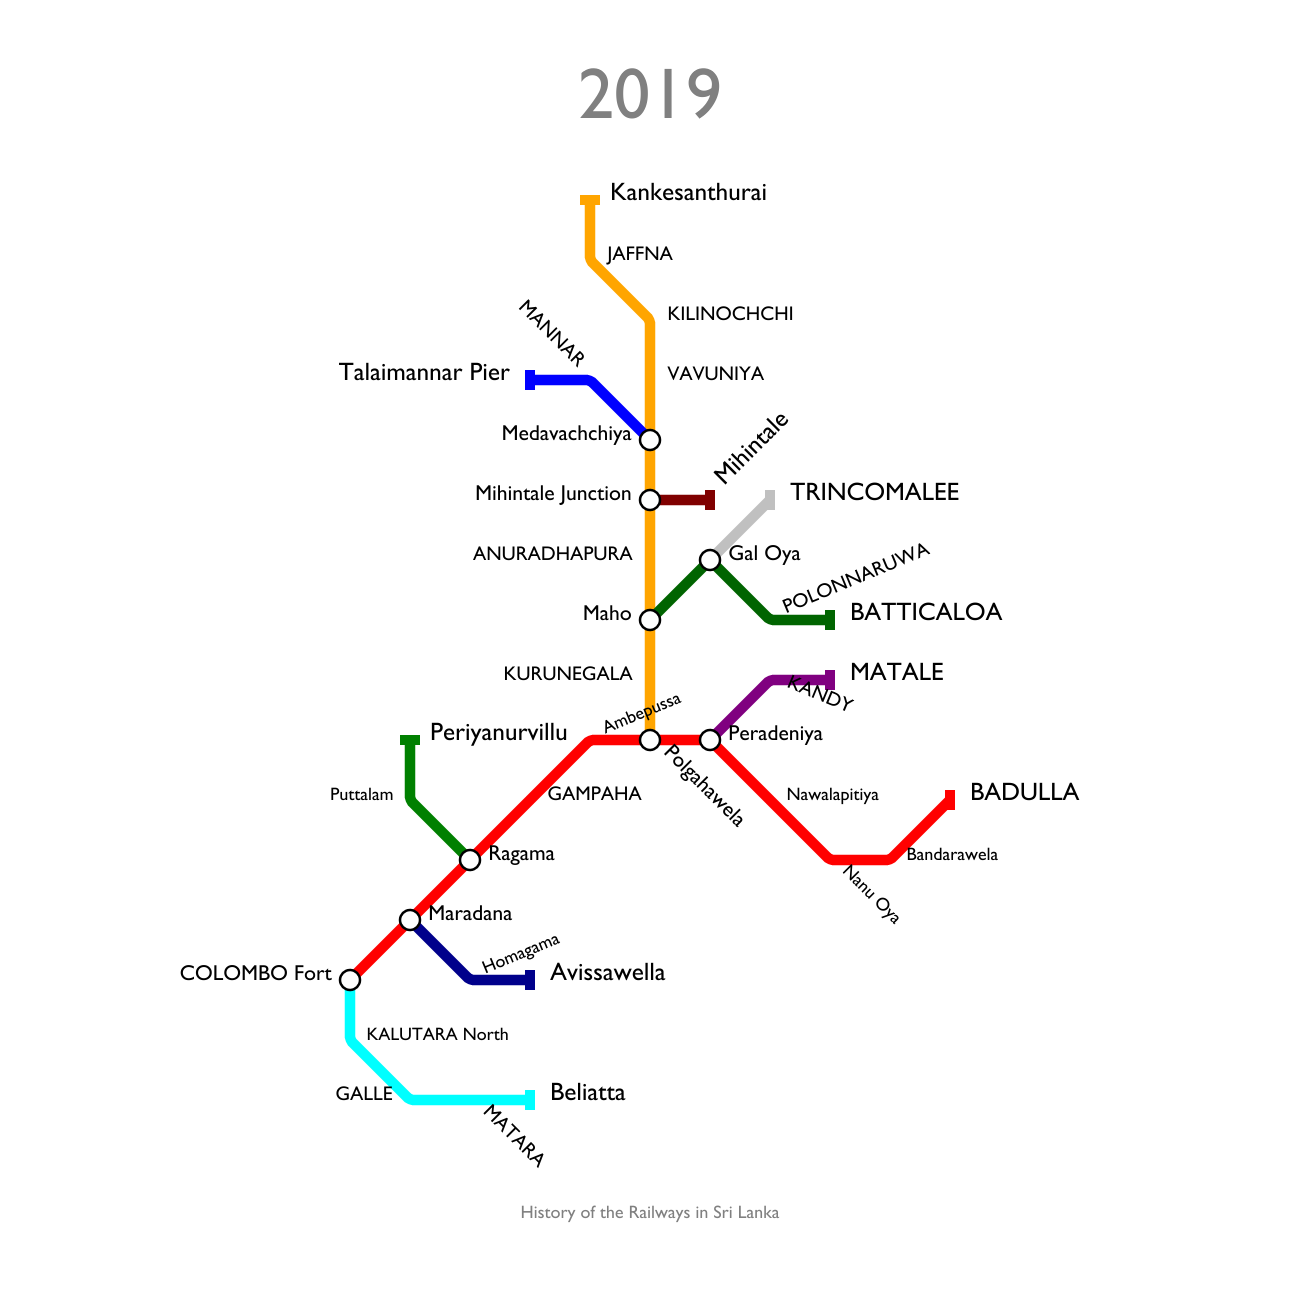 2019
Kankesanthurai
JAFFNA
KILINOCHCHI
MANNAR
Talaimannar Pier
VAVUNIYA
Medavachchiya
Mihintale
Mihintale Junction
TRINCOMALEE
ANURADHAPURA
Gal Oya
POLONNARUWA
Maho
BATTICALOA
KURUNEGALA
MATALE
KANDY
Ambepussa
Periyanurvillu
Peradeniya
Polgahawela
Puttalam
GAMPAHA
Nawalapitiya
BADULLA
Ragama
Bandarawela
Nanu Oya
Maradana
Homagama
COLOMBO Fort
Avissawella
KALUTARA North
GALLE
Beliatta
MATARA
History of the Railways in Sri Lanka